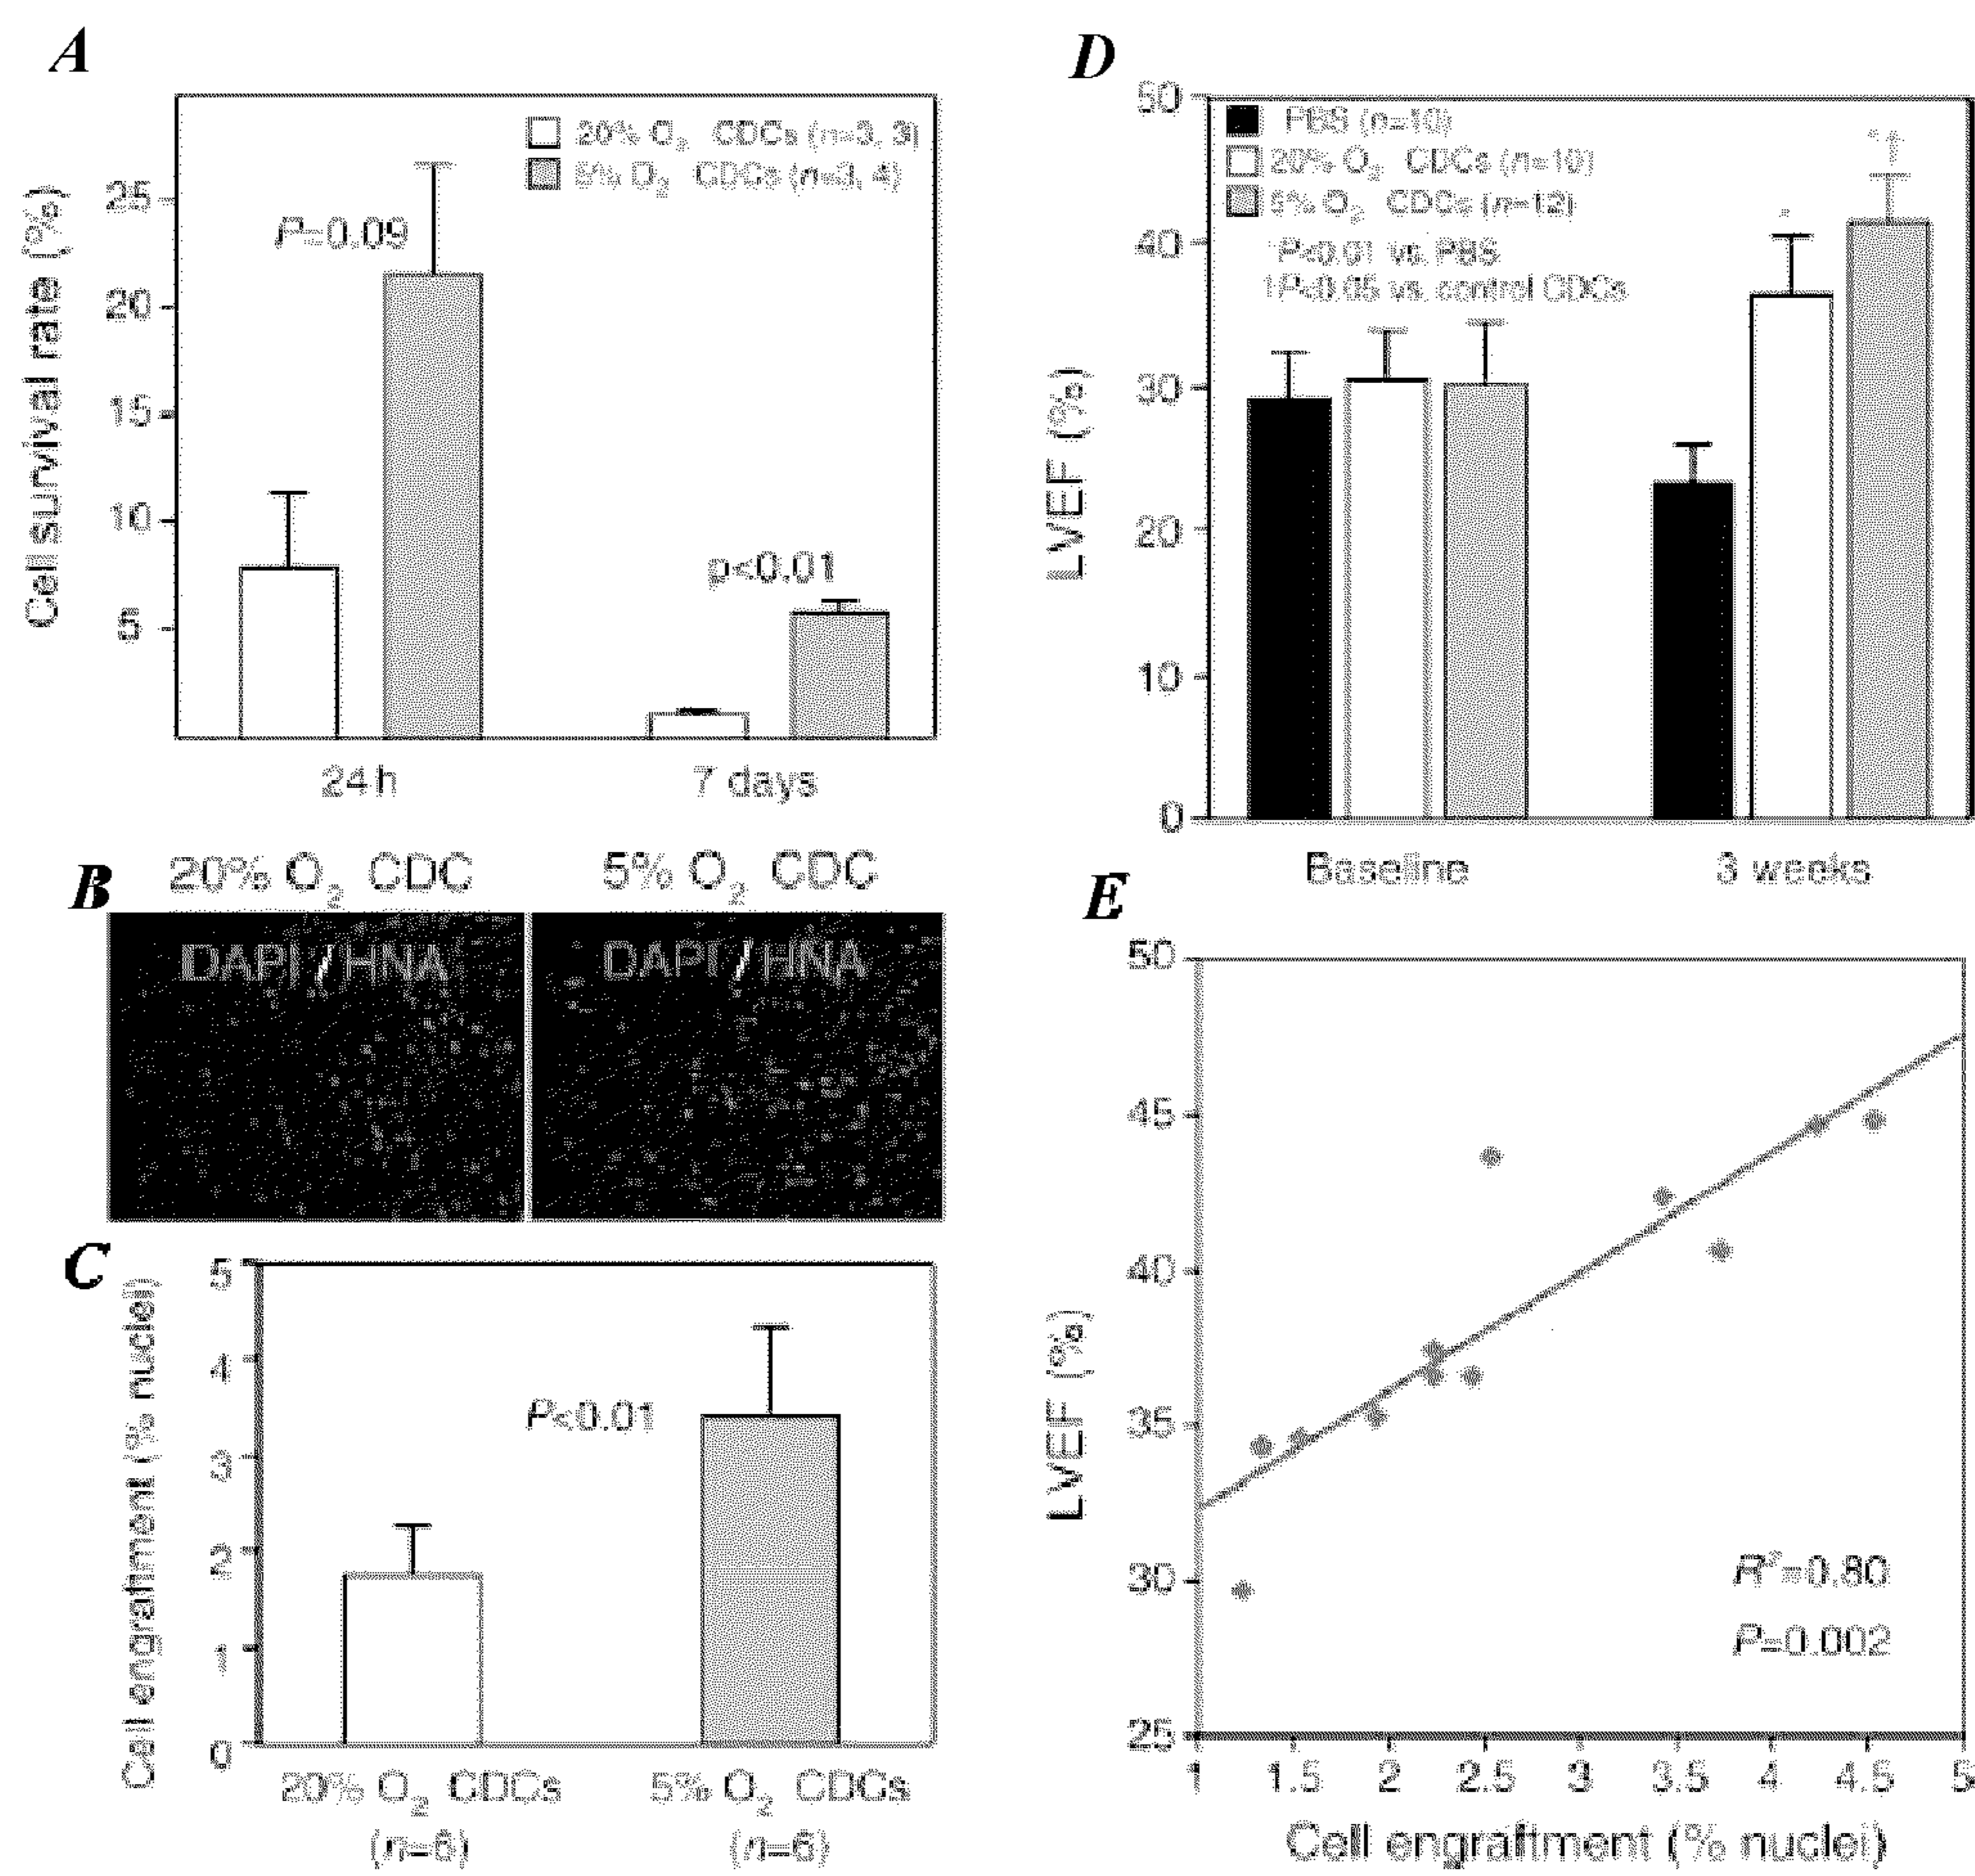 A
25
20
15
10
5
Cell survival rate (%)
20% O2 CDCs (n=3, 3)
5% O2 CDCs (n=3, 4)
P=0.09
p<0.01
24h
7 days
B
20% O2 CDC
5% O2 CDC
DAPI / HNA
DAPI / HNA
C
5
4
3
2
1
0
Cell engraftment (% nuclei)
P<0.01
20% O2 CDCs
(n=6)
5% O2 CDCs
(n=6)
D
50
40
30
20
10
0
LVEF (%)
PBS (n=10)
20% O2 CDCs (n=10)
5% O2 CDCs (n=12)
*P<0.01 vs. PBS
†P<0.05 vs. control CDCs
*
*†
Baseline
3 weeks
E
50
45
40
35
30
25
LVEF (%)
R²=0.80
P=0.002
1 1.5 2 2.5 3 3.5 4 4.5 5
Cell engraftment (% nuclei)